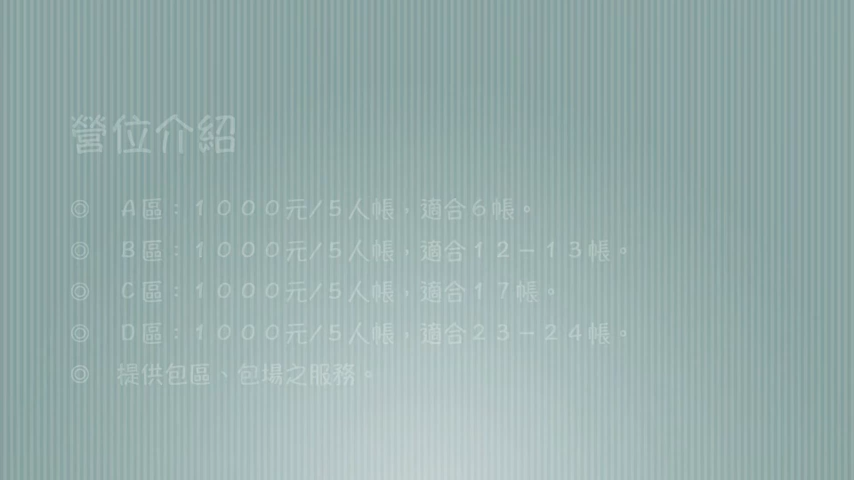 營位介紹
◎ A區：１０００元/５人帳，適合６帳。
◎ B區：１０００元/５人帳，適合１２－１３帳。
◎ C區：１０００元/５人帳，適合１７帳。
◎ D區：１０００元/５人帳，適合２３－２４帳。
◎ 提供包區、包場之服務。